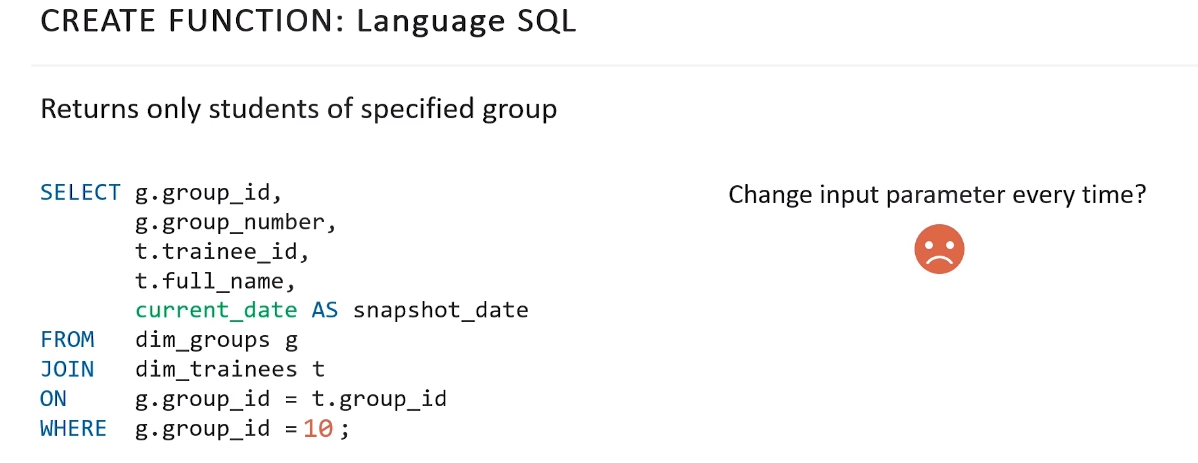 CREATE FUNCTION: Language SQL
Returns only students of specified group
SELECT g.group_id,
g.group_number,
t.trainee_id,
t.full_name,
current_date AS snapshot_date
FROM dim_groups g
JOIN dim_trainees t
ON g.group_id = t.group_id
WHERE g.group_id = 10 ;
Change input parameter every time?